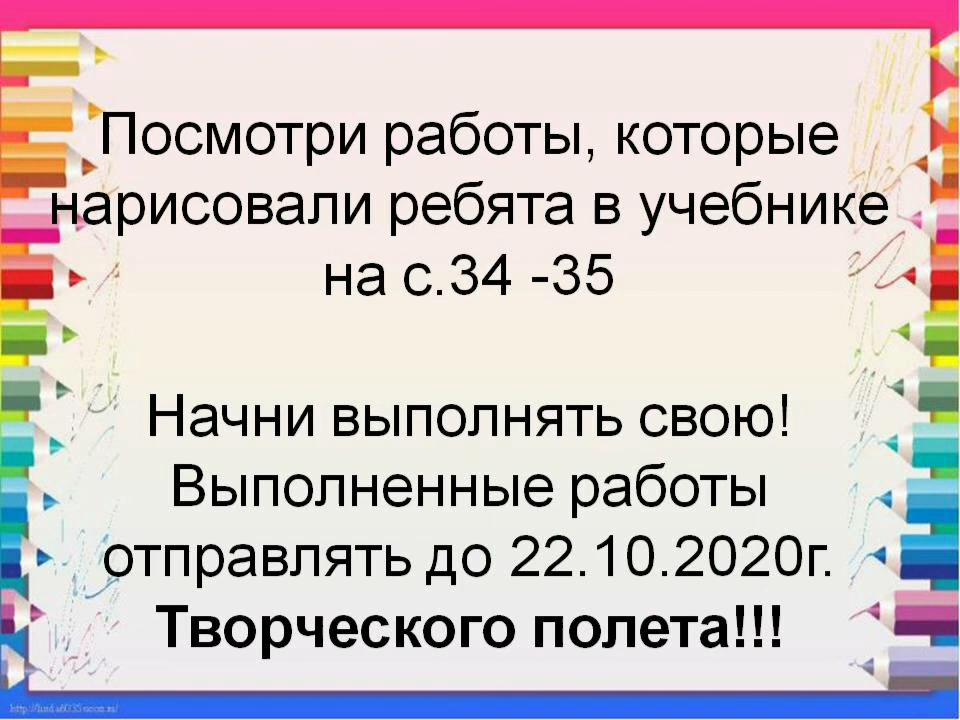 Посмотри работы, которые
нарисовали ребята в учебнике
на с.34 -35
Начни выполнять свою!
Выполненные работы
отправлять до 22.10.2020г.
Творческого полета!!!